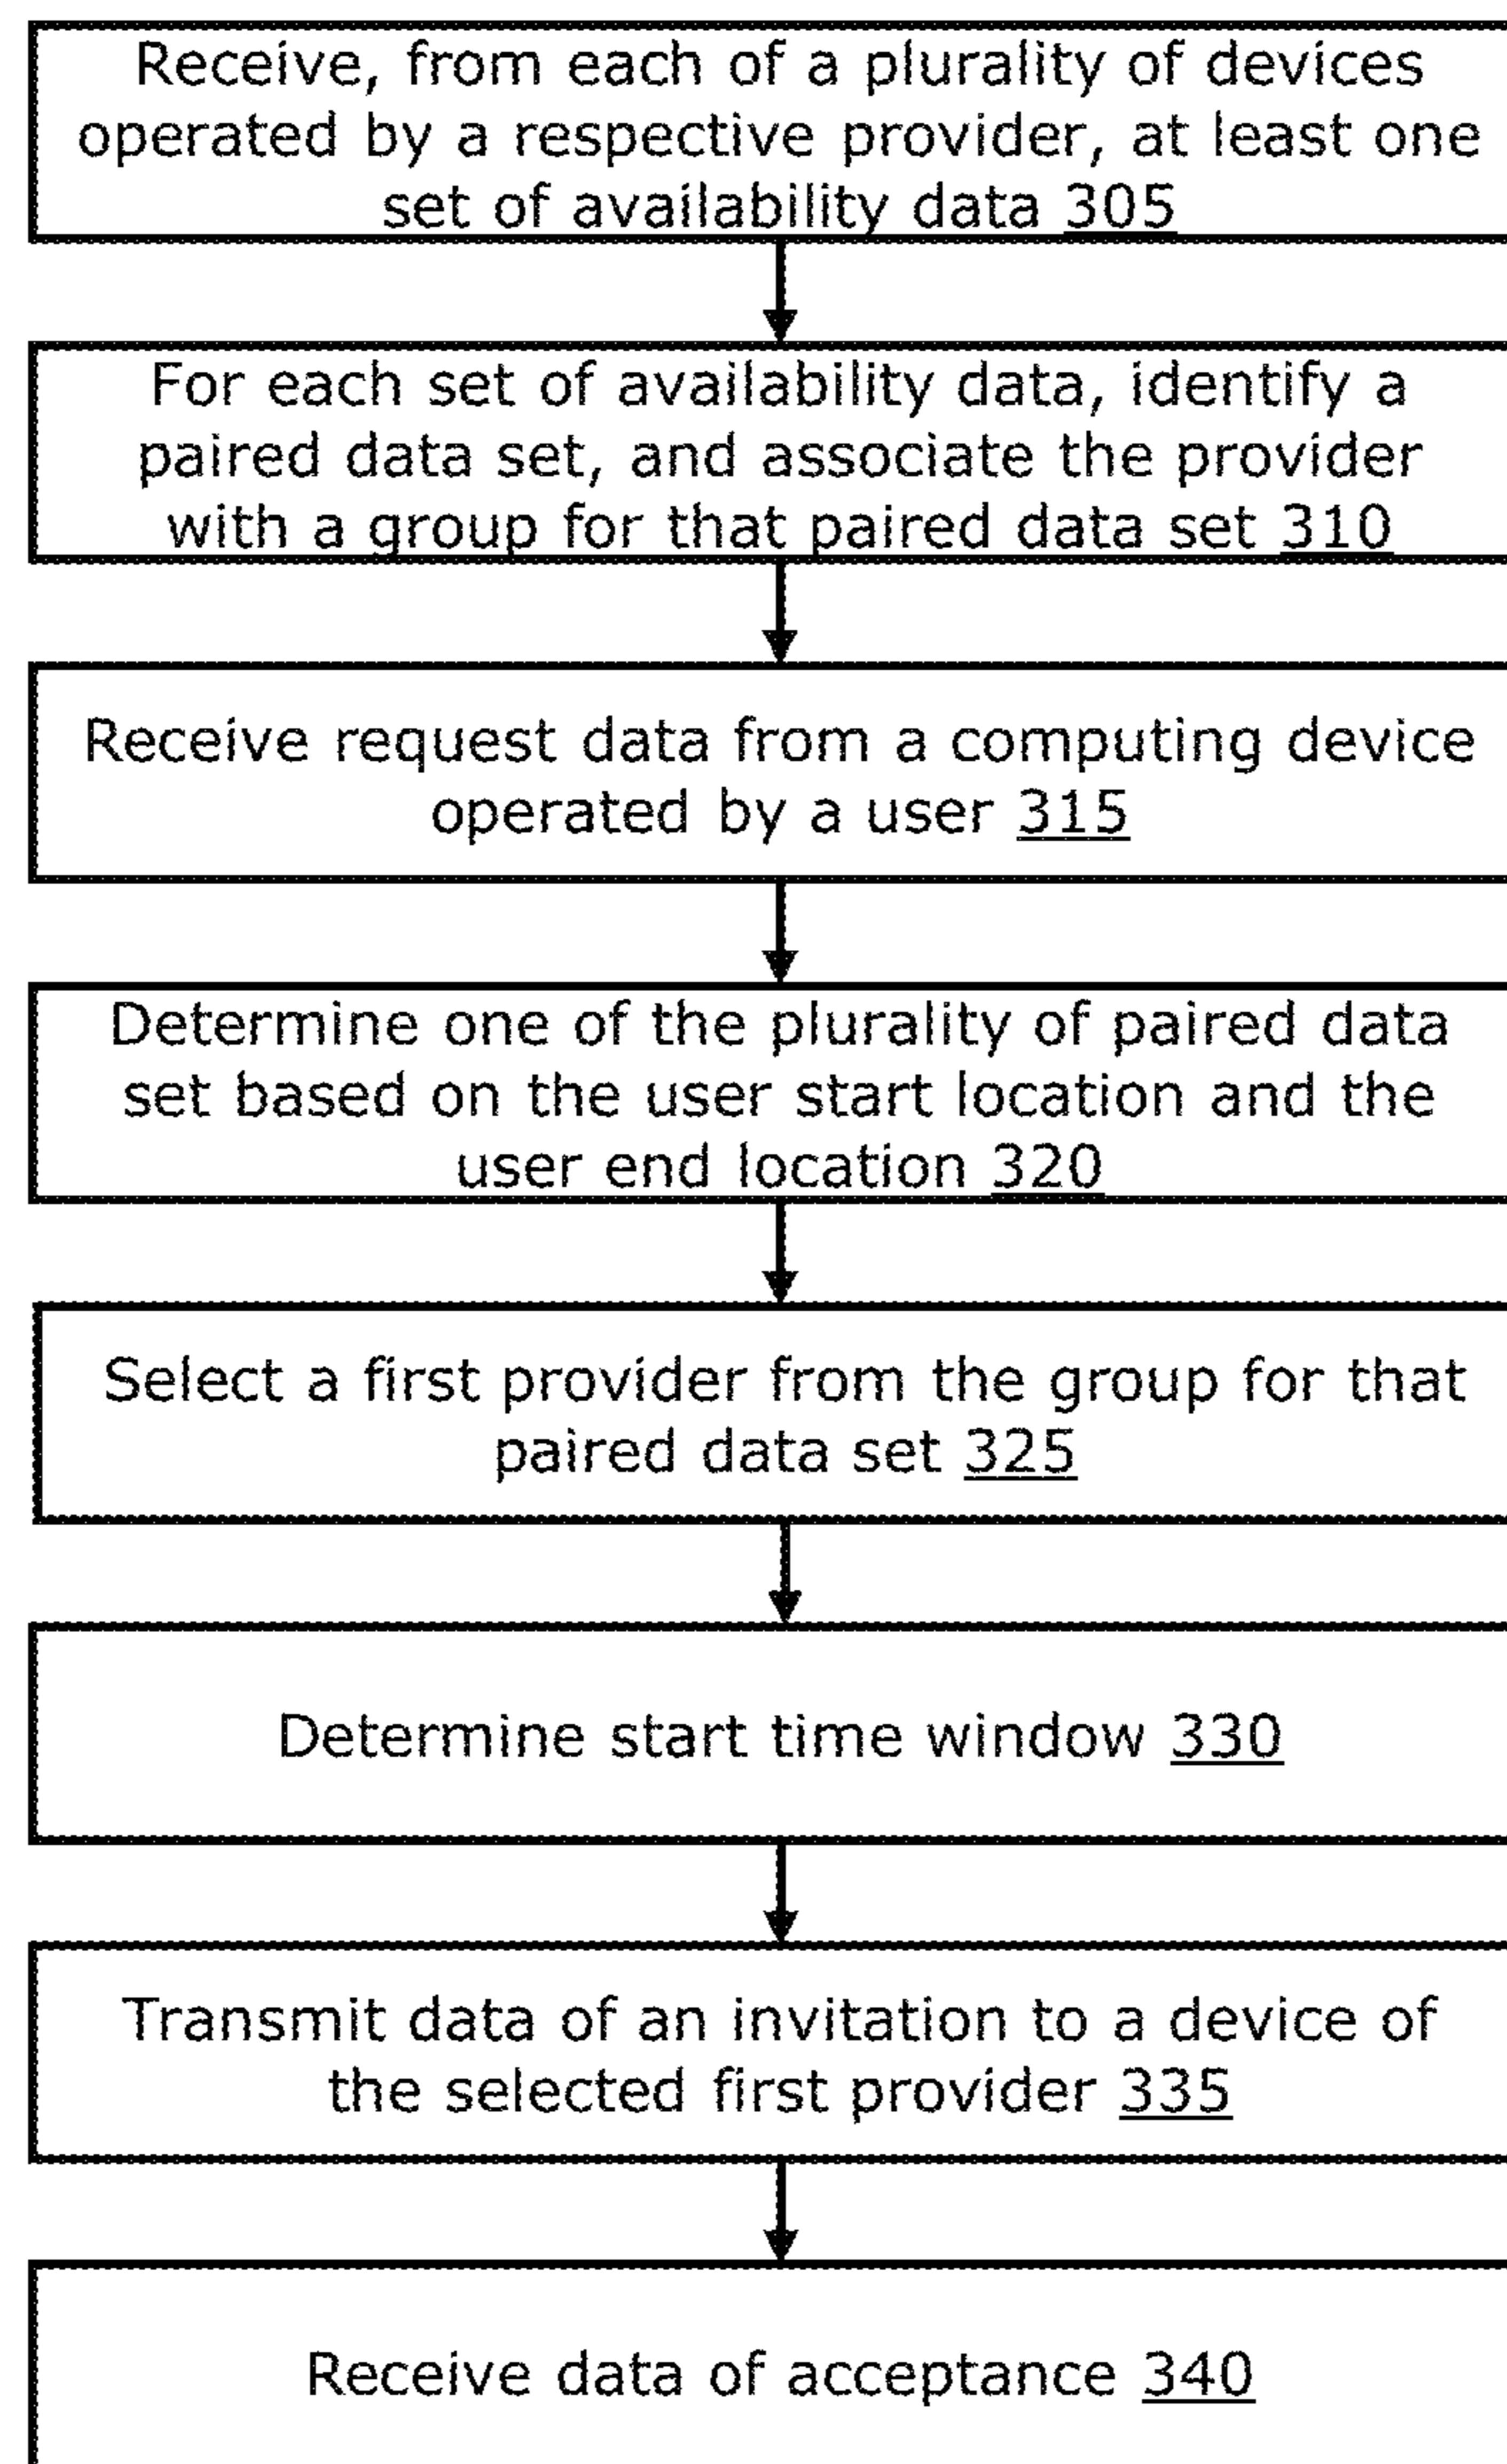 Receive, from each of a plurality of devices
operated by a respective provider, at least one
set of availability data 305
For each set of availability data, identify a
paired data set, and associate the provider
with a group for that paired data set 310
Receive request data from a computing device
operated by a user 315
Determine one of the plurality of paired data
set based on the user start location and the
user end location 320
Select a first provider from the group for that
paired data set 325
Determine start time window 330
Transmit data of an invitation to a device of
the selected first provider 335
Receive data of acceptance 340